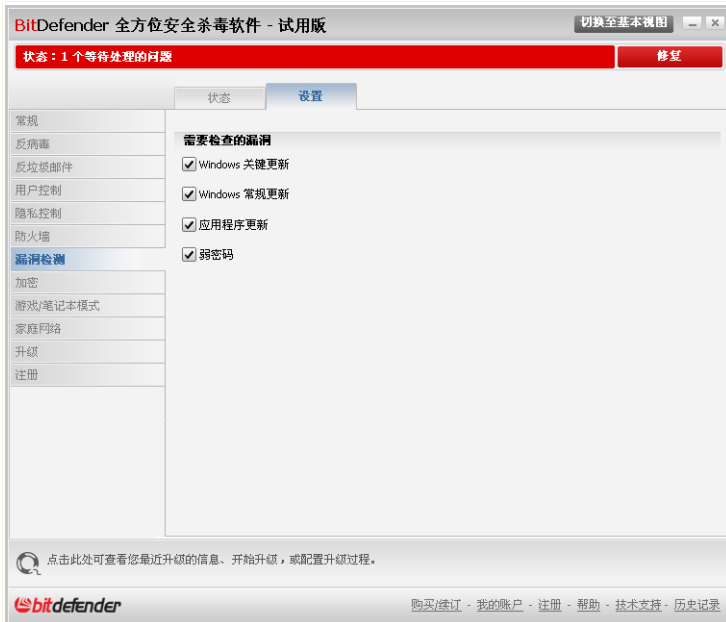 BitDefender 全方位安全杀毒软件 - 试用版
切换至基本视图
状态：1 个等待处理的问题
修复
状态
设置
常规
反病毒
反垃圾邮件
用户控制
隐私控制
防火墙
漏洞检测
加密
游戏/笔记本模式
家庭网络
升级
注册
需要检查的漏洞
Windows 关键更新
Windows 常规更新
应用程序更新
弱密码
点击此处可查看您最近升级的信息、开始升级，或配置升级过程。
bitdefender
购买/续订 - 我的账户 - 注册 - 帮助 - 技术支持 - 历史记录